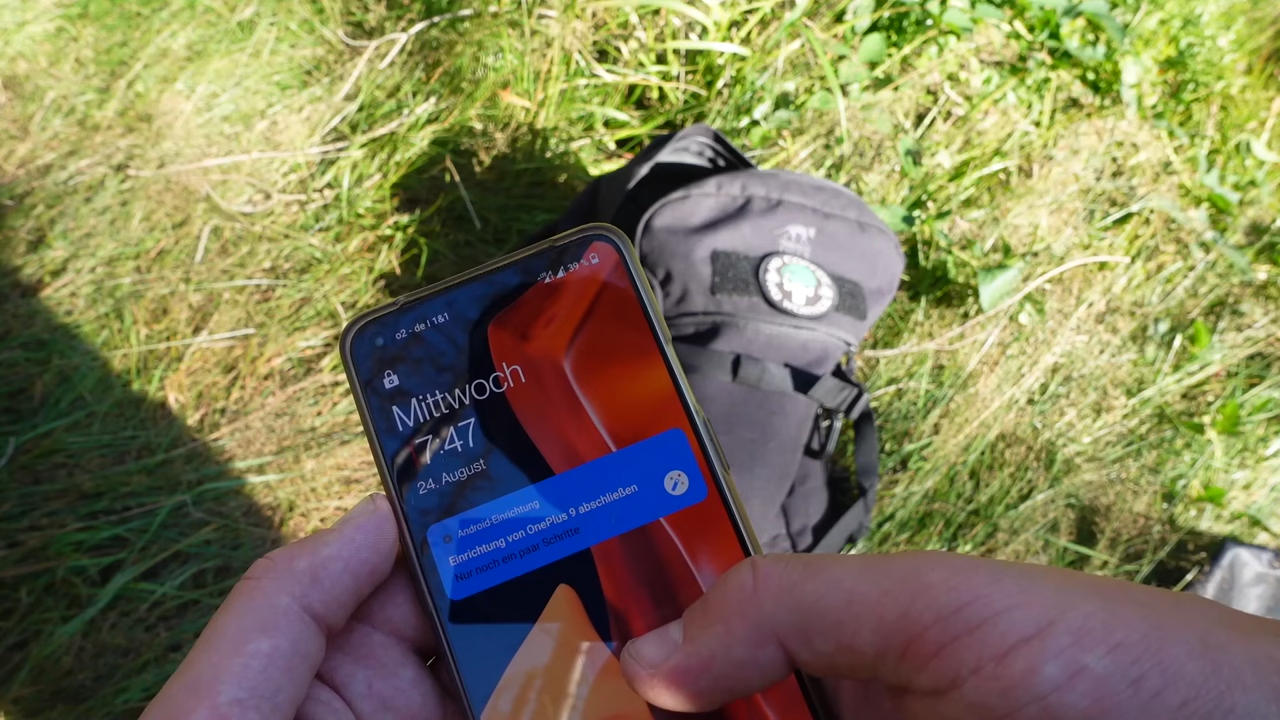 o2 - de | 1&1
39 %
Mittwoch
7:47
24. August
Android-Einrichtung
Einrichtung von OnePlus 9 abschließen
Nur noch ein paar Schritte